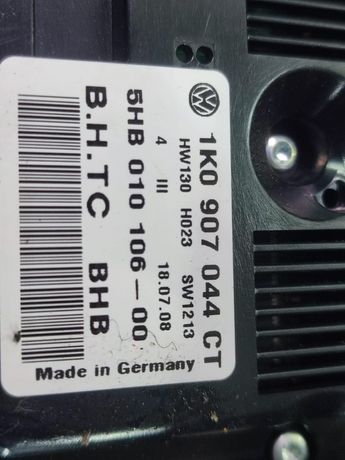 1K0 907 044 CT
HW130 H023 SW1213
4 III 18.07.08
5HB 010 106-00
B.H.TC BHB
Made in Germany